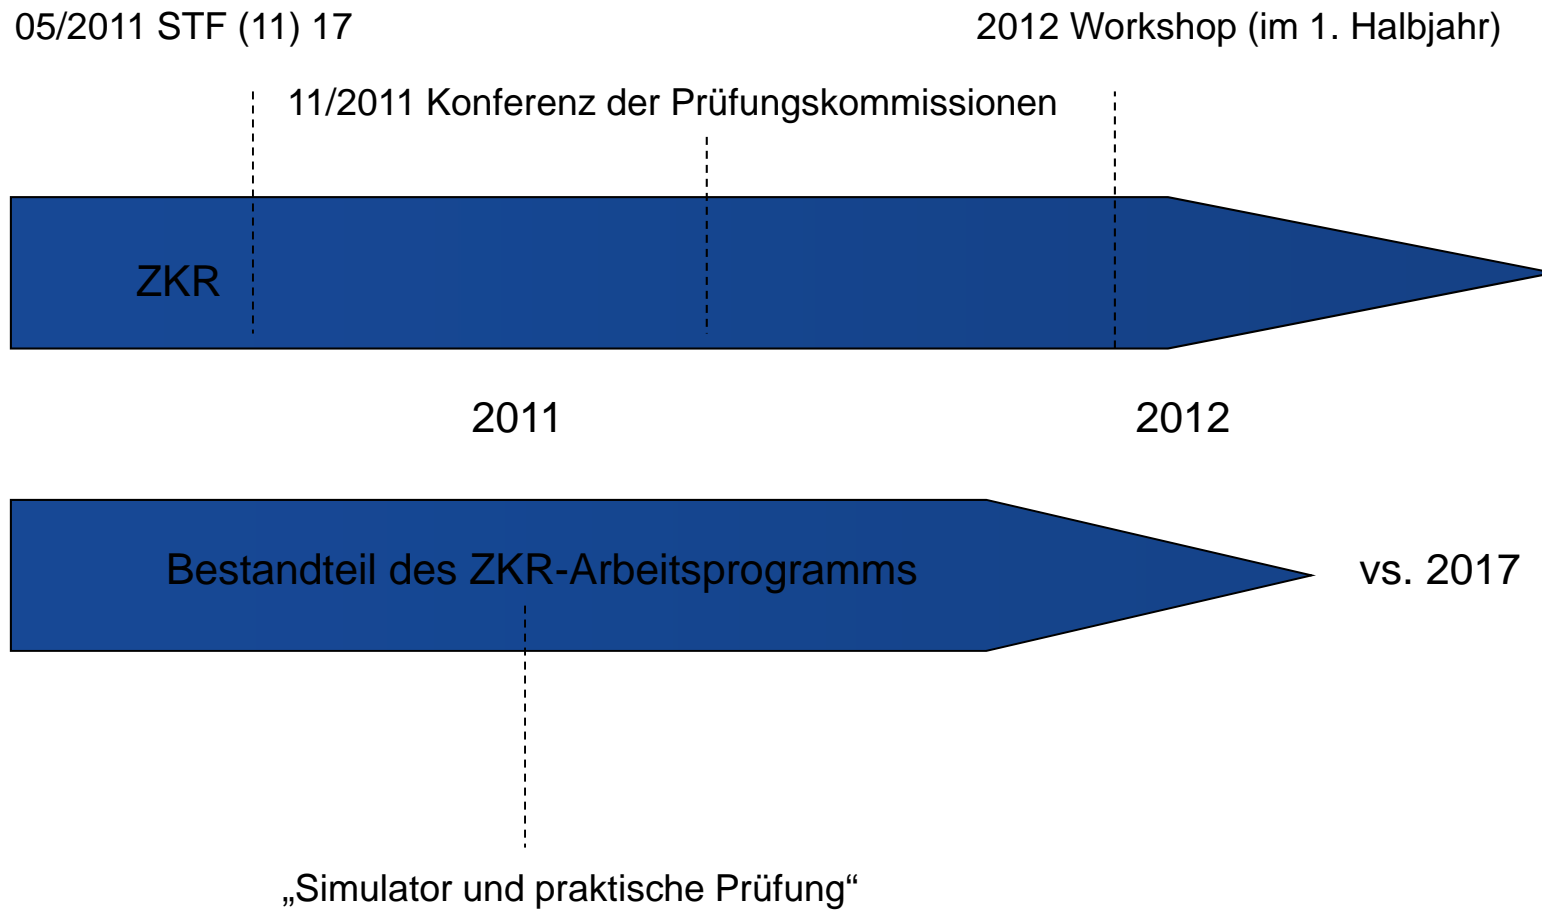 05/2011 STF (11) 17
2012 Workshop (im 1. Halbjahr)
11/2011 Konferenz der Prüfungskommissionen
ZKR
2011
2012
Bestandteil des ZKR-Arbeitsprogramms
vs. 2017
„Simulator und praktische Prüfung“